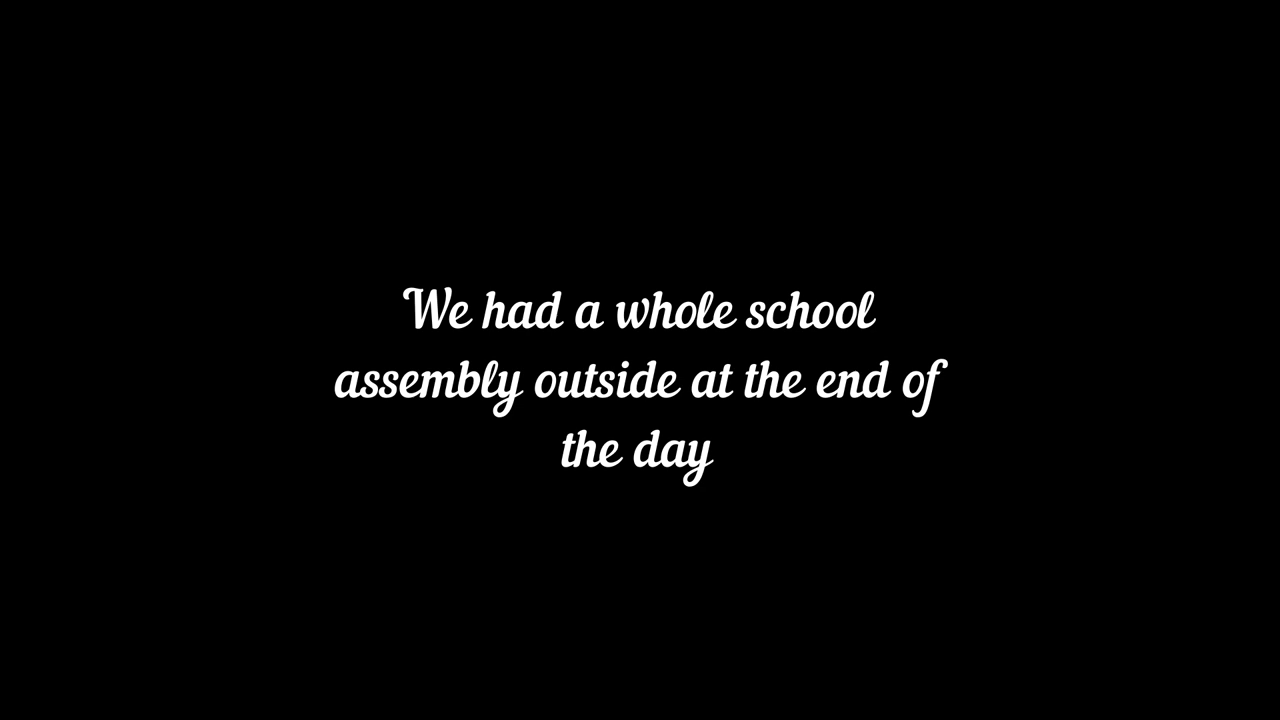 We had a whole school
assembly outside at the end of
the day